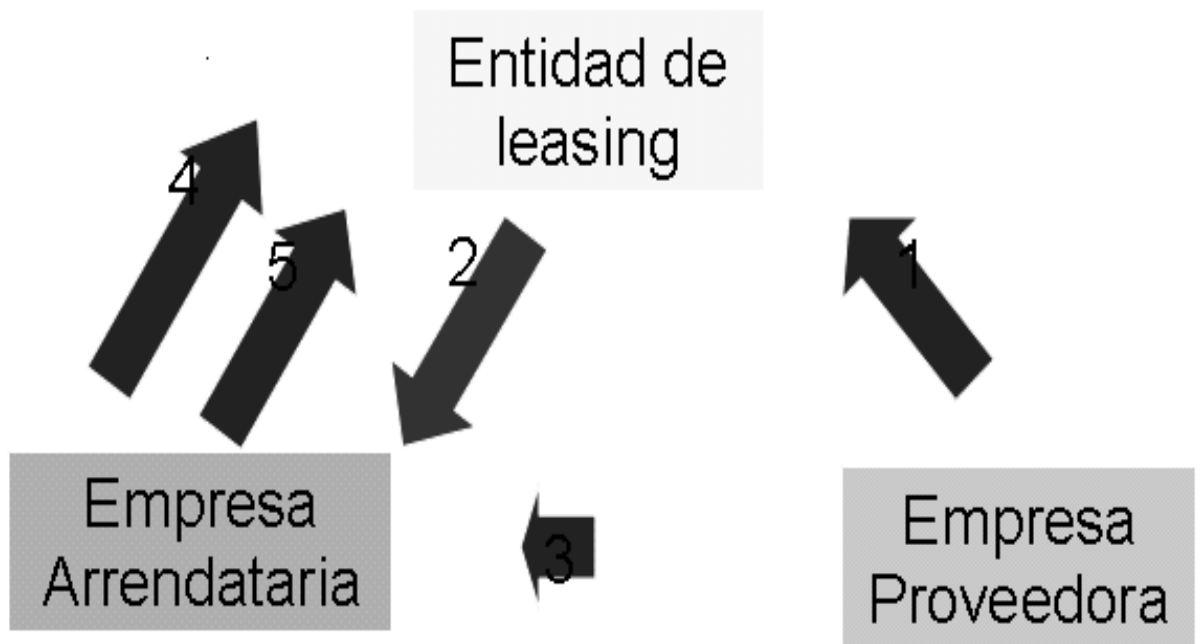 Entidad de
leasing
4
5
2
1
Empresa
Arrendataria
3
Empresa
Proveedora